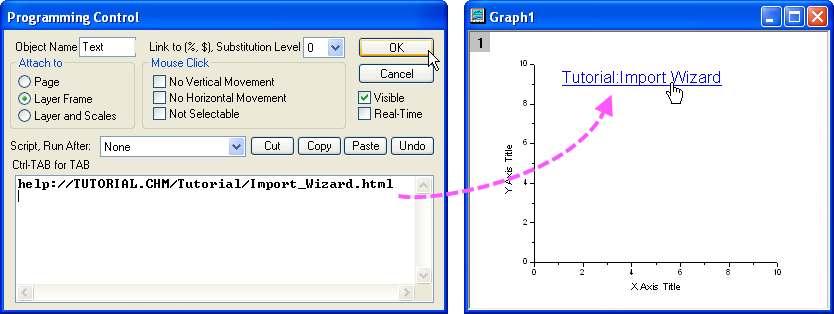 Programming Control
Object Name Text Link to (%, $), Substitution Level 0 OK
Attach to Mouse Click Cancel
Page No Vertical Movement
Layer Frame No Horizontal Movement Visible
Layer and Scales Not Selectable Real-Time
Script, Run After: None Cut Copy Paste Undo
Ctrl-TAB for TAB
help://TUTORIAL.CHM/Tutorial/Import_Wizard.html
Graph1
1
Tutorial:Import Wizard
10
8
6
4
2
0
Y Axis Title
0 2 4 6 8 10
X Axis Title